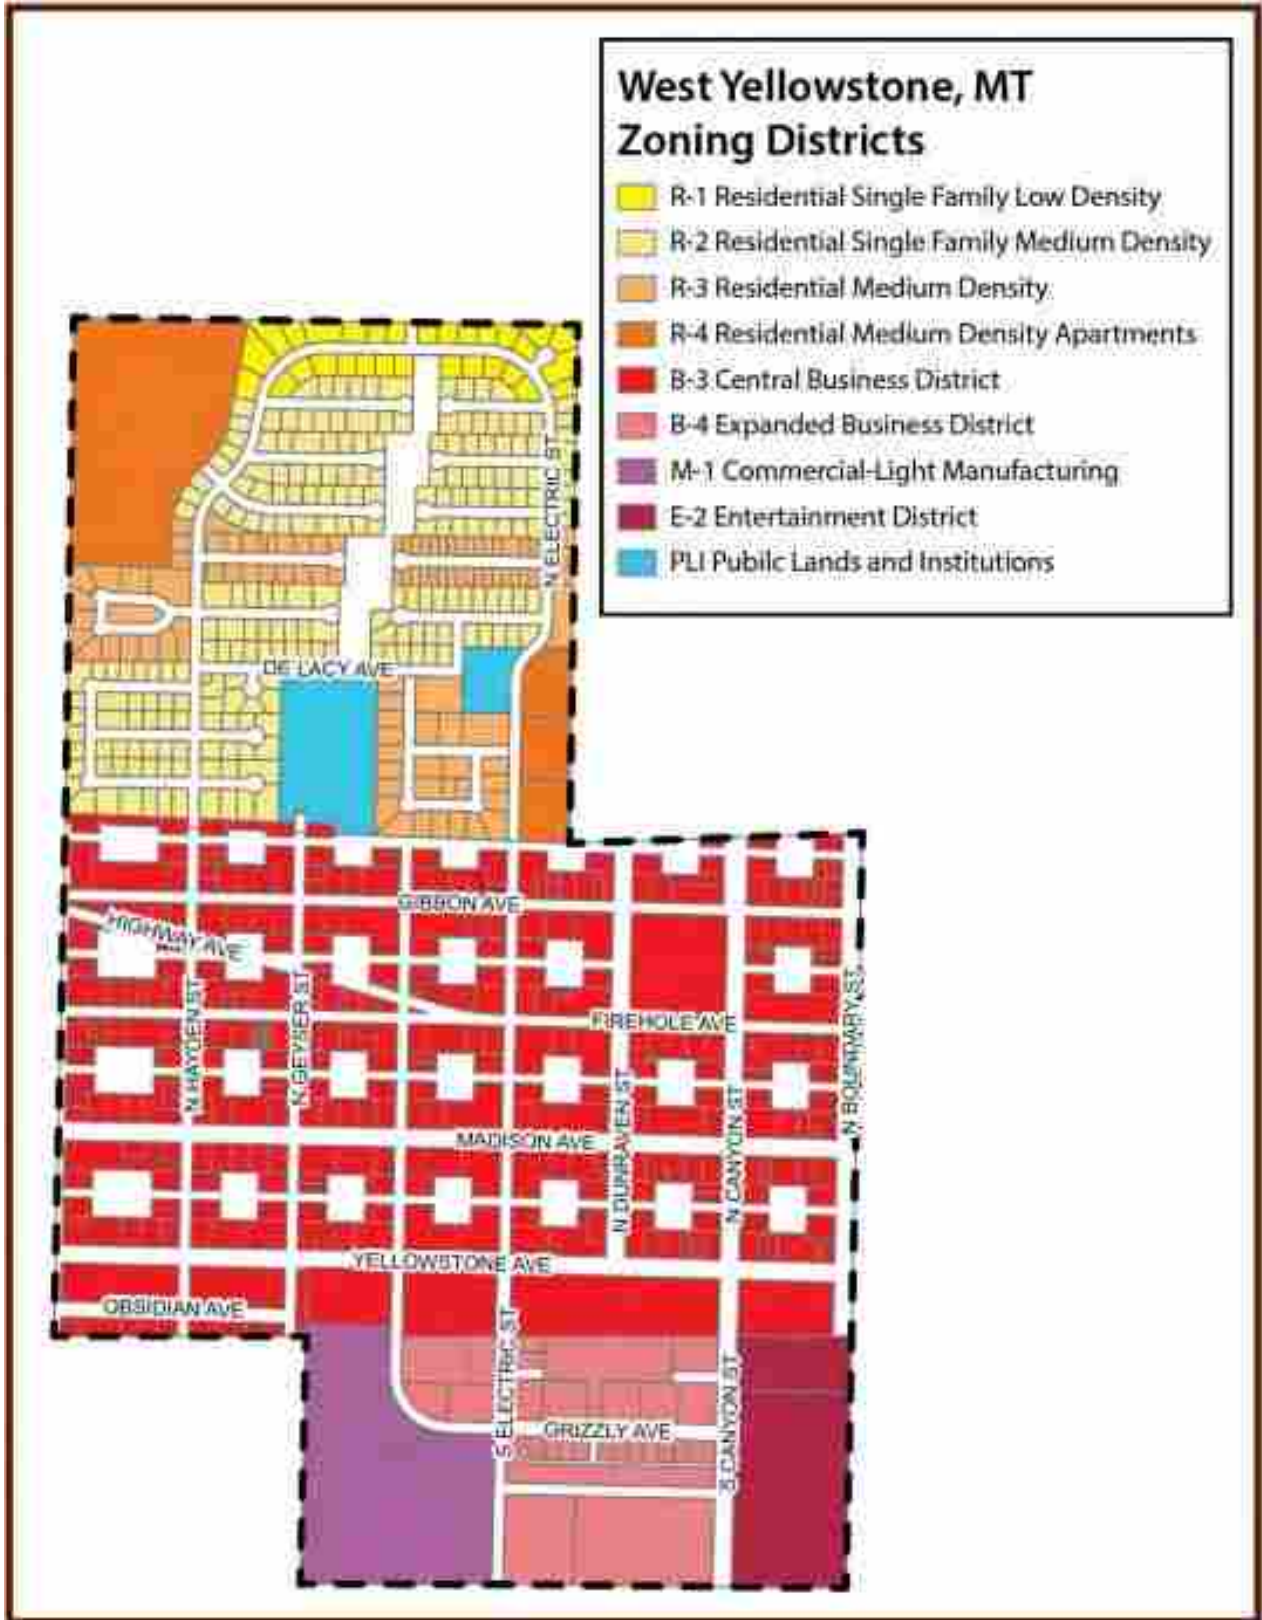 West Yellowstone, MT
Zoning Districts
R-1 Residential Single Family Low Density
R-2 Residential Single Family Medium Density
R-3 Residential Medium Density
R-4 Residential Medium Density Apartments
B-3 Central Business District
B-4 Expanded Business District
M-1 Commercial-Light Manufacturing
E-2 Entertainment District
PLI Pubilc Lands and Institutions
N ELECTRIC ST
DE LACY AVE
GIBBON AVE
HIGHWAY AVE
N HAYDEN ST
N GEYSER ST
FIREHOLE AVE
N BOUNDARY ST
MADISON AVE
N DUNRAVEN ST
N CANYON ST
YELLOWSTONE AVE
OBSIDIAN AVE
S ELECTRIC ST
GRIZZLY AVE
S CANYON ST